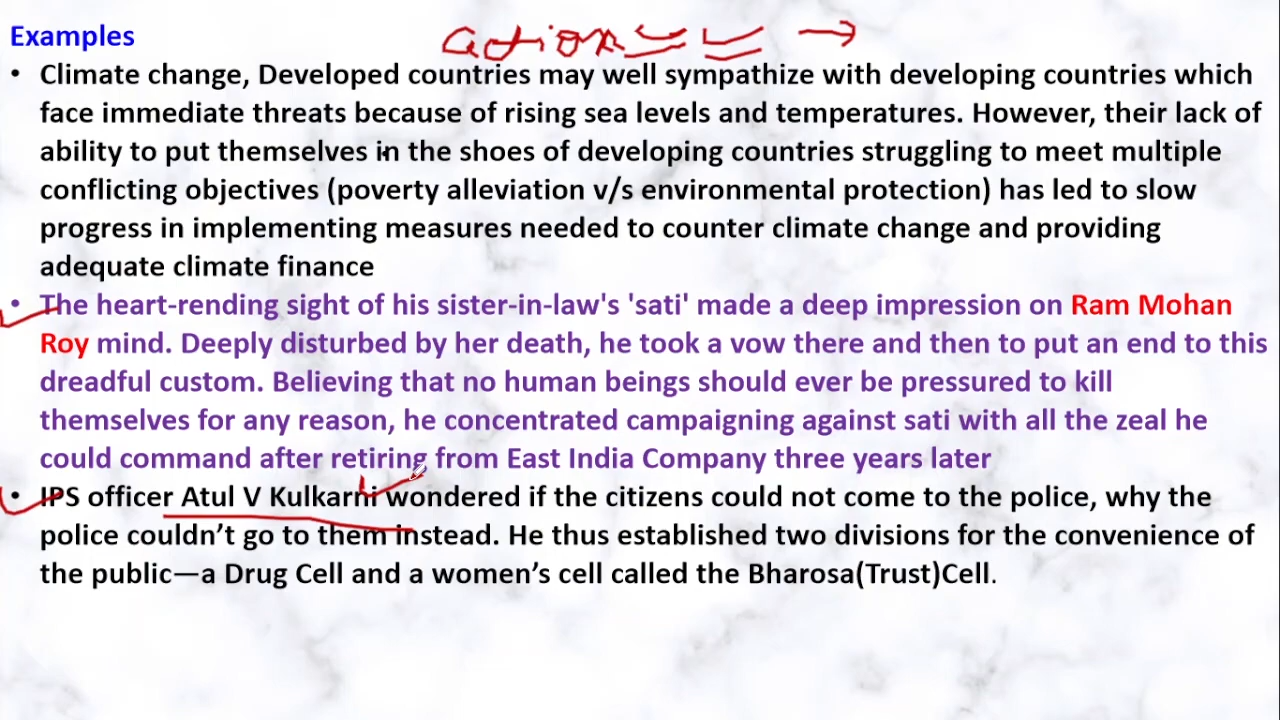 Examples
action
• Climate change, Developed countries may well sympathize with developing countries which
face immediate threats because of rising sea levels and temperatures. However, their lack of
ability to put themselves in the shoes of developing countries struggling to meet multiple
conflicting objectives (poverty alleviation v/s environmental protection) has led to slow
progress in implementing measures needed to counter climate change and providing
adequate climate finance
• The heart-rending sight of his sister-in-law's 'sati' made a deep impression on Ram Mohan
Roy mind. Deeply disturbed by her death, he took a vow there and then to put an end to this
dreadful custom. Believing that no human beings should ever be pressured to kill
themselves for any reason, he concentrated campaigning against sati with all the zeal he
could command after retiring from East India Company three years later
• IPS officer Atul V Kulkarni wondered if the citizens could not come to the police, why the
police couldn’t go to them instead. He thus established two divisions for the convenience of
the public—a Drug Cell and a women’s cell called the Bharosa(Trust)Cell.